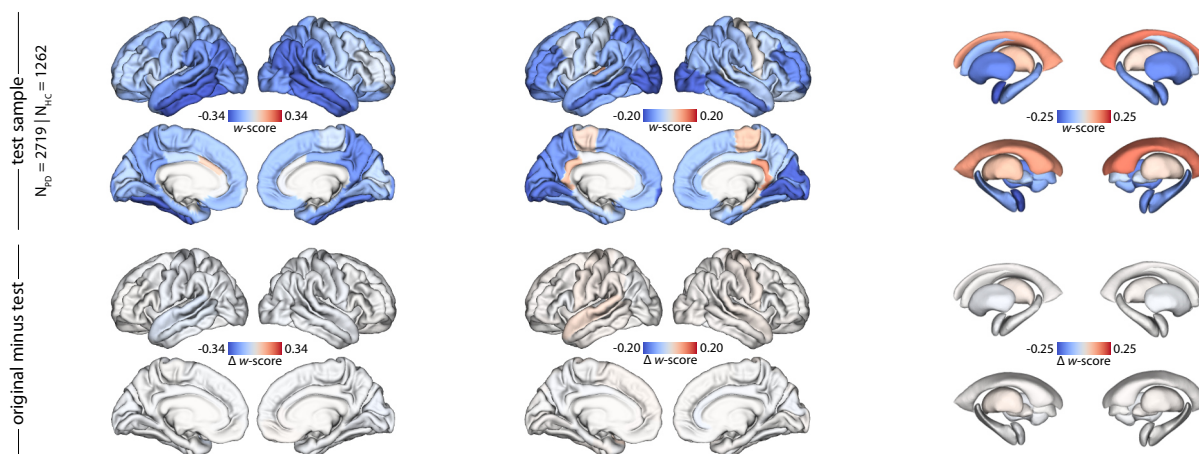 test sample
N_PD = 2719 | N_HC = 1262
-0.34 0.34
w-score
-0.20 0.20
w-score
-0.25 0.25
w-score
original minus test
-0.34 0.34
Δ w-score
-0.20 0.20
Δ w-score
-0.25 0.25
Δ w-score